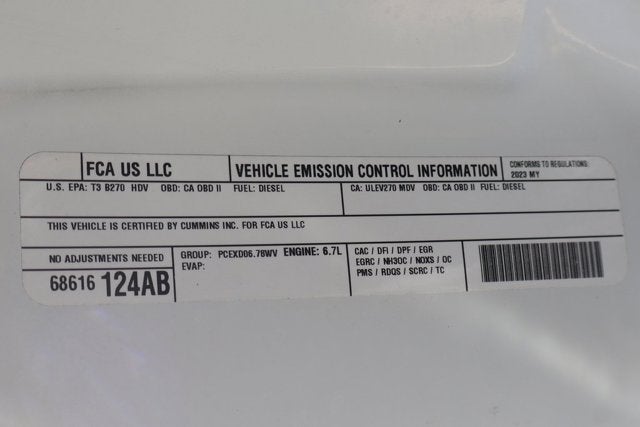 FCA US LLC
VEHICLE EMISSION CONTROL INFORMATION
CONFORMS TO REGULATIONS:
2023 MY
U.S. EPA: T3 B270 HDV OBD: CA OBD II FUEL: DIESEL
CA: ULEV270 MDV OBD: CA OBD II FUEL: DIESEL
THIS VEHICLE IS CERTIFIED BY CUMMINS INC. FOR FCA US LLC
NO ADJUSTMENTS NEEDED
68616 124AB
GROUP: PCEXD06.78WV ENGINE: 6.7L
EVAP:
CAC / DFI / DPF / EGR
EGRC / NH3OC / NOXS / OC
PMS / RDQS / SCRC / TC